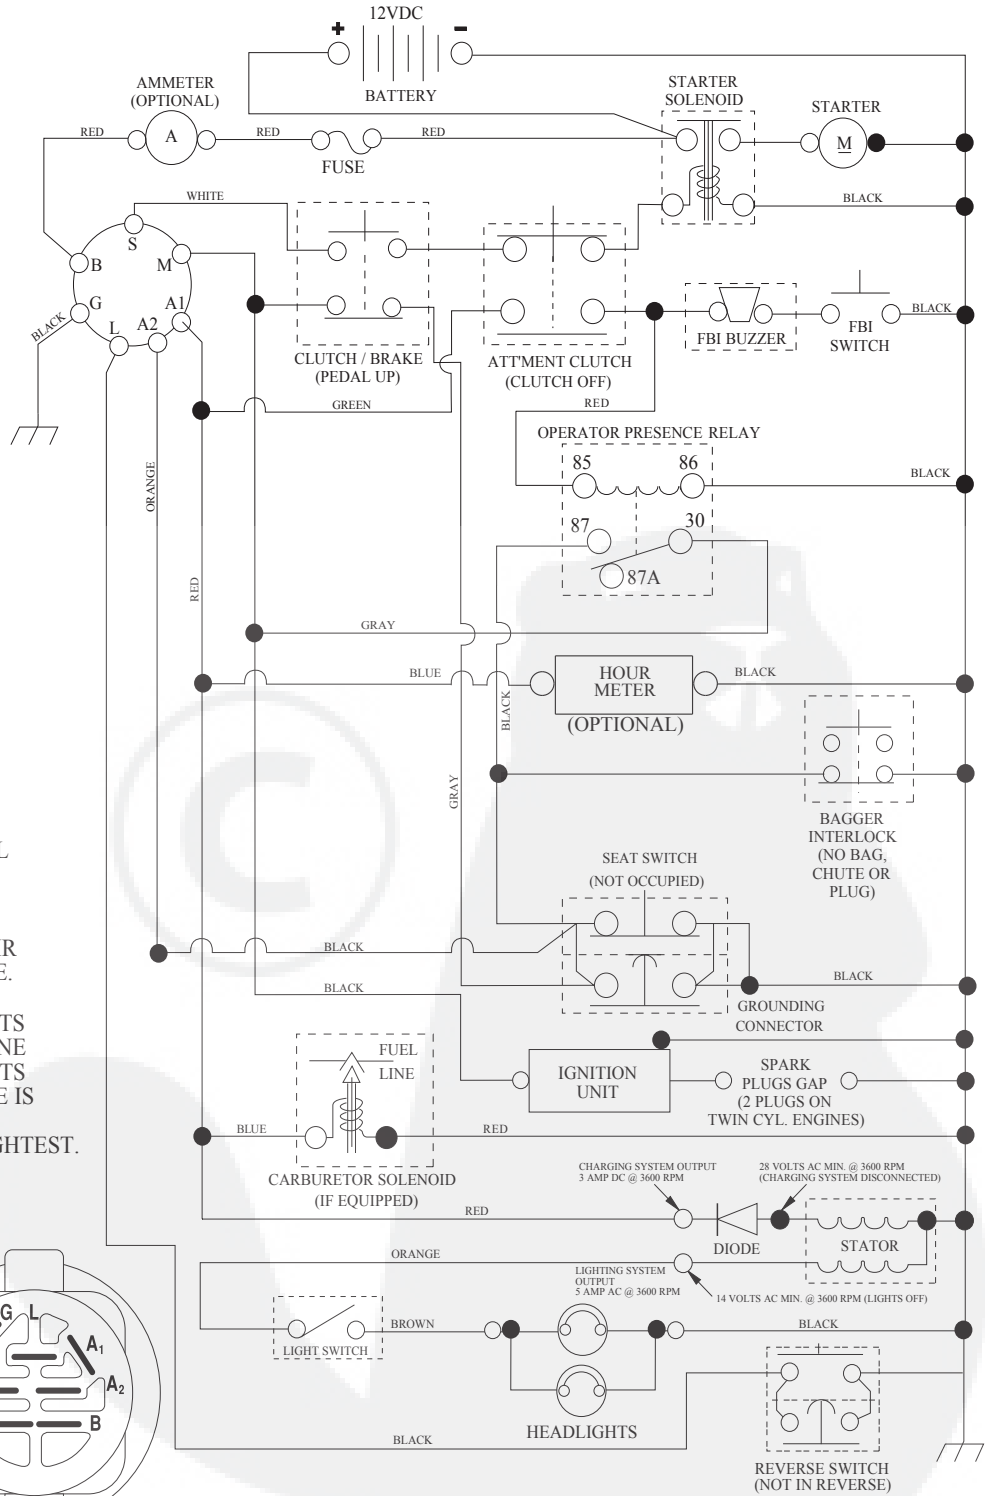 12VDC
+
-
BATTERY
AMMETER
(OPTIONAL)
STARTER
SOLENOID
STARTER
RED
A
RED
RED
M
FUSE
WHITE
BLACK
S
B
M
G
A1
L
A2
BLACK
CLUTCH / BRAKE
(PEDAL UP)
ATT'MENT CLUTCH
(CLUTCH OFF)
FBI BUZZER
FBI
SWITCH
BLACK
GREEN
RED
OPERATOR PRESENCE RELAY
85
86
BLACK
ORANGE
87
30
87A
RED
GRAY
BLUE
HOUR
METER
(OPTIONAL)
BLACK
BLACK
GRAY
BAGGER
INTERLOCK
(NO BAG,
CHUTE OR
PLUG)
L
SEAT SWITCH
(NOT OCCUPIED)
IR
E.
BLACK
BLACK
BLACK
GROUNDING
CONNECTOR
TS
NE
TS
E IS
GHTEST.
FUEL
LINE
IGNITION
UNIT
SPARK
PLUGS GAP
(2 PLUGS ON
TWIN CYL. ENGINES)
BLUE
RED
CARBURETOR SOLENOID
(IF EQUIPPED)
CHARGING SYSTEM OUTPUT
3 AMP DC @ 3600 RPM
28 VOLTS AC MIN. @ 3600 RPM
(CHARGING SYSTEM DISCONNECTED)
RED
DIODE
STATOR
ORANGE
LIGHTING SYSTEM
OUTPUT
5 AMP AC @ 3600 RPM
14 VOLTS AC MIN. @ 3600 RPM (LIGHTS OFF)
BROWN
BLACK
LIGHT SWITCH
G L
A1
A2
B
HEADLIGHTS
BLACK
REVERSE SWITCH
(NOT IN REVERSE)
©